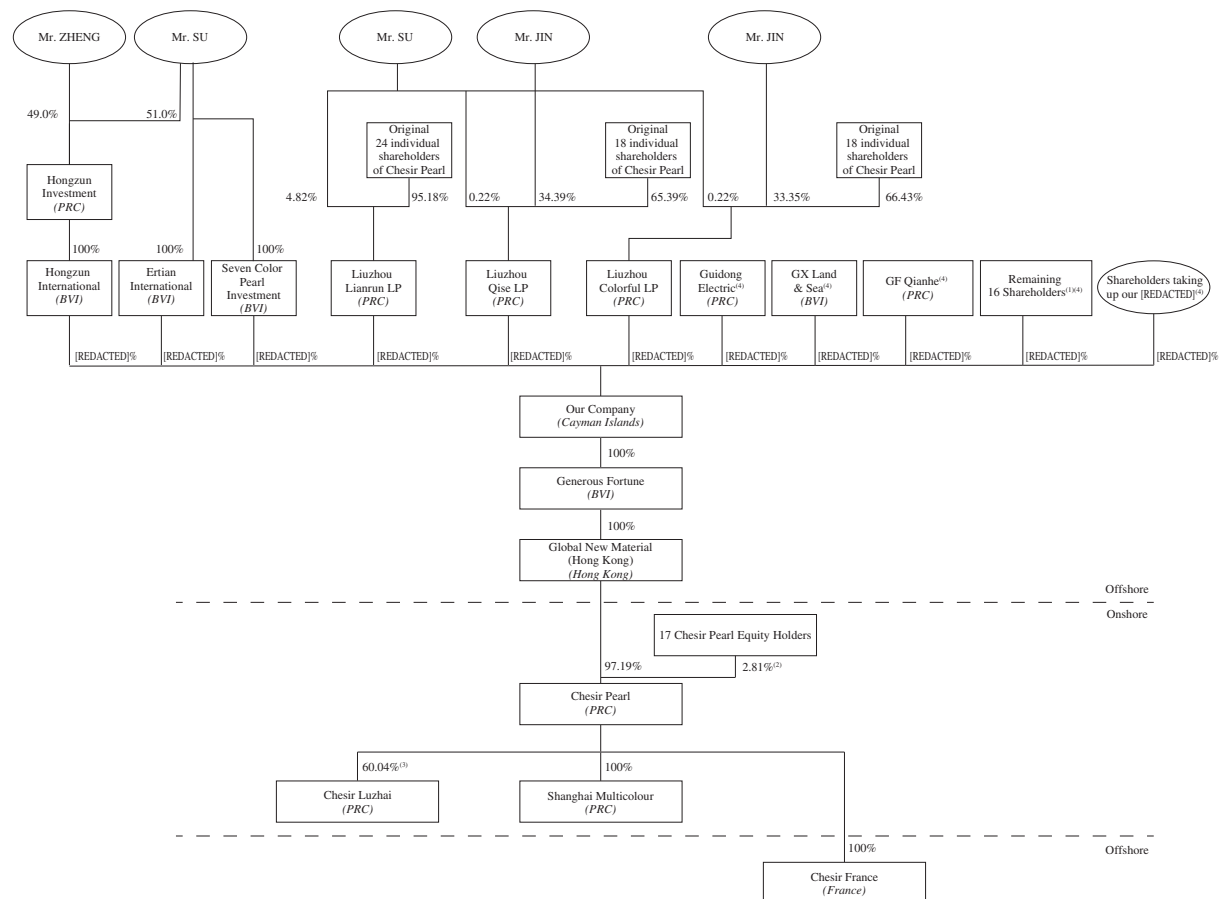 Mr. ZHENG
Mr. SU
Mr. SU
Mr. JIN
Mr. JIN
49.0%
51.0%
Original
24 individual
shareholders
of Chesir Pearl
Original
18 individual
shareholders
of Chesir Pearl
Original
18 individual
shareholders
of Chesir Pearl
Hongzun
Investment
(PRC)
4.82%
95.18%
0.22%
34.39%
65.39%
0.22%
33.35%
66.43%
100%
100%
100%
Hongzun
International
(BVI)
Ertian
International
(BVI)
Seven Color
Pearl
Investment
(BVI)
Liuzhou
Lianrun LP
(PRC)
Liuzhou
Qise LP
(PRC)
Liuzhou
Colorful LP
(PRC)
Guidong
Electric(4)
(PRC)
GX Land
& Sea(4)
(BVI)
GF Qianhe(4)
(PRC)
Remaining
16 Shareholders(1)(4)
Shareholders taking
up our [REDACTED](4)
[REDACTED]%
[REDACTED]%
[REDACTED]%
[REDACTED]%
[REDACTED]%
[REDACTED]%
[REDACTED]%
[REDACTED]%
[REDACTED]%
[REDACTED]%
[REDACTED]%
Our Company
(Cayman Islands)
100%
Generous Fortune
(BVI)
100%
Global New Material
(Hong Kong)
(Hong Kong)
Offshore
Onshore
17 Chesir Pearl Equity Holders
97.19%
2.81%(2)
Chesir Pearl
(PRC)
60.04%(3)
100%
Chesir Luzhai
(PRC)
Shanghai Multicolour
(PRC)
Offshore
100%
Chesir France
(France)